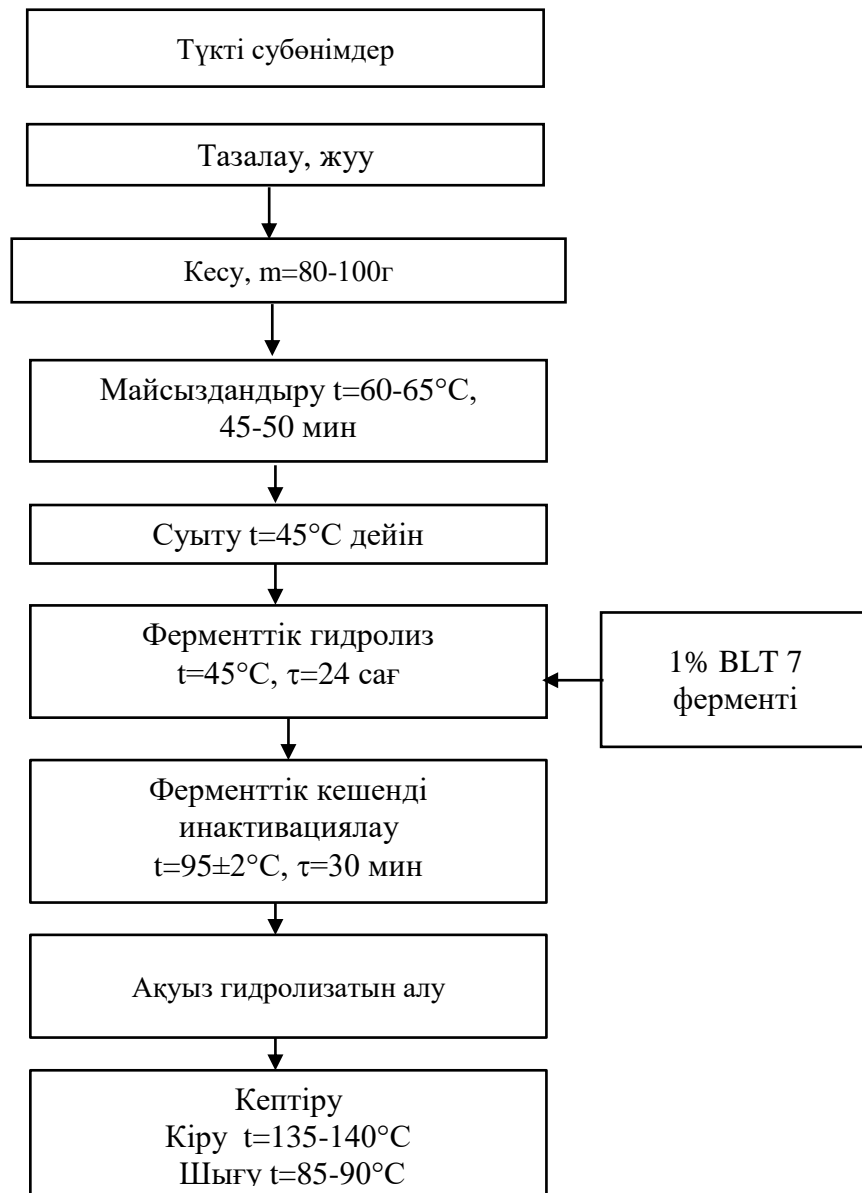 Түкті субөнімдер
Тазалау, жуу
Кесу, m=80-100г
Майсыздандыру t=60-65°C,
45-50 мин
Суыту t=45°C дейін
Ферменттік гидролиз
t=45°C, τ=24 сағ
1% BLT 7
ферменті
Ферменттік кешенді
инактивациялау
t=95±2°C, τ=30 мин
Ақуыз гидролизатын алу
Кептіру
Кіру t=135-140°C
Шығу t=85-90°C